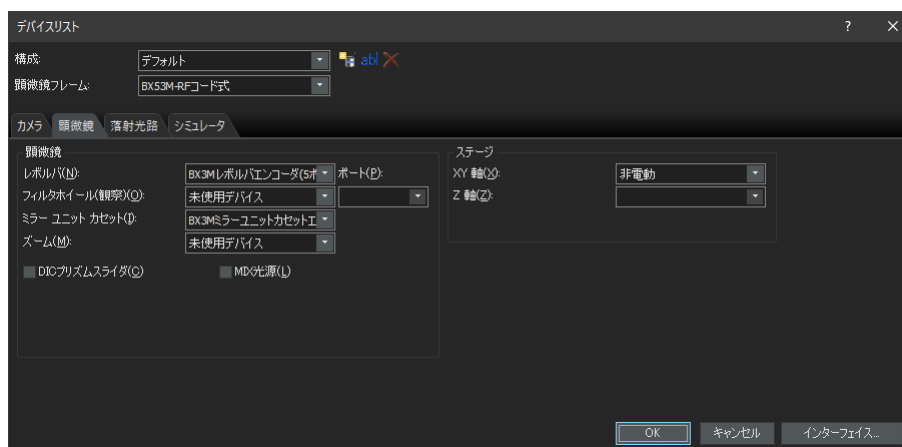 デバイスリスト
?
構成:
デフォルト
abl
顕微鏡フレーム:
BX53M-RFコード式
カメラ 顕微鏡 落射光路 シミュレータ
顕微鏡
レボルバ(N):
BX3Mレボルバエンコーダ(5ポ
ポート(P):
フィルタホイール(観察)(O):
未使用デバイス
ミラー ユニット カセット(I):
BX3Mミラーユニットカセットエ
ズーム(M):
未使用デバイス
DICプリズムスライダ(C)
MIX光源(L)
ステージ
XY 軸(X):
非電動
Z 軸(Z):
OK
キャンセル
インターフェイス...